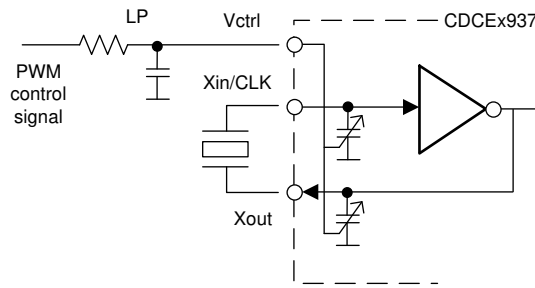 LP
Vctrl
CDCEx937
PWM
control
signal
Xin/CLK
Xout